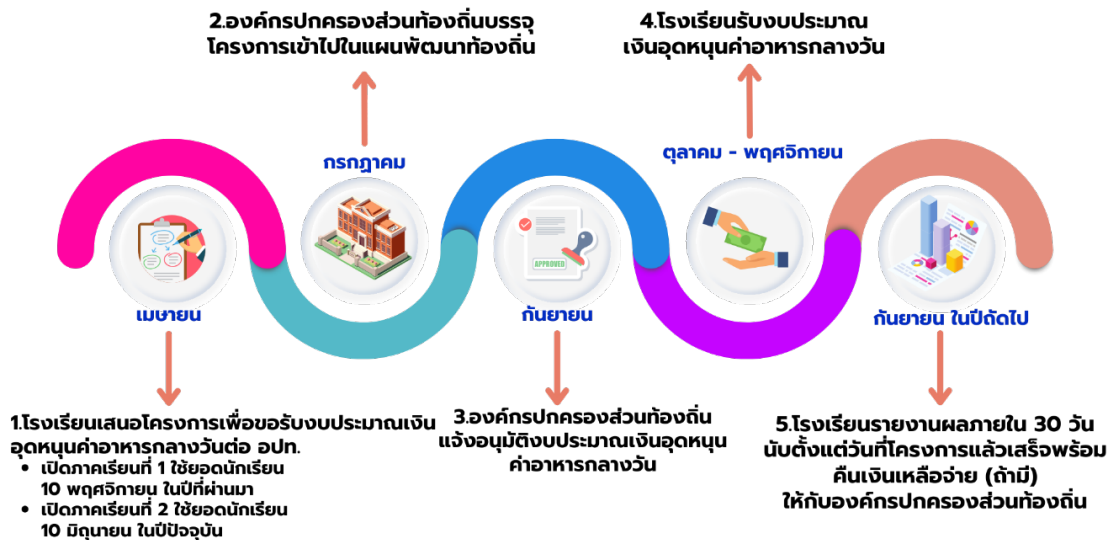 2.องค์กรปกครองส่วนท้องถิ่นบรรจุ
โครงการเข้าไปในแผนพัฒนาท้องถิ่น
4.โรงเรียนรับงบประมาณ
เงินอุดหนุนค่าอาหารกลางวัน
กรกฎาคม
ตุลาคม - พฤศจิกายน
APPROVED
เมษายน
กันยายน
กันยายน ในปีถัดไป
1.โรงเรียนเสนอโครงการเพื่อขอรับงบประมาณเงิน
อุดหนุนค่าอาหารกลางวันต่อ อปท.
• เปิดภาคเรียนที่ 1 ใช้ยอดนักเรียน
10 พฤศจิกายน ในปีที่ผ่านมา
• เปิดภาคเรียนที่ 2 ใช้ยอดนักเรียน
10 มิถุนายน ในปีปัจจุบัน
3.องค์กรปกครองส่วนท้องถิ่น
แจ้งอนุมัติงบประมาณเงินอุดหนุน
ค่าอาหารกลางวัน
5.โรงเรียนรายงานผลภายใน 30 วัน
นับตั้งแต่วันที่โครงการแล้วเสร็จพร้อม
คืนเงินเหลือจ่าย (ถ้ามี)
ให้กับองค์กรปกครองส่วนท้องถิ่น